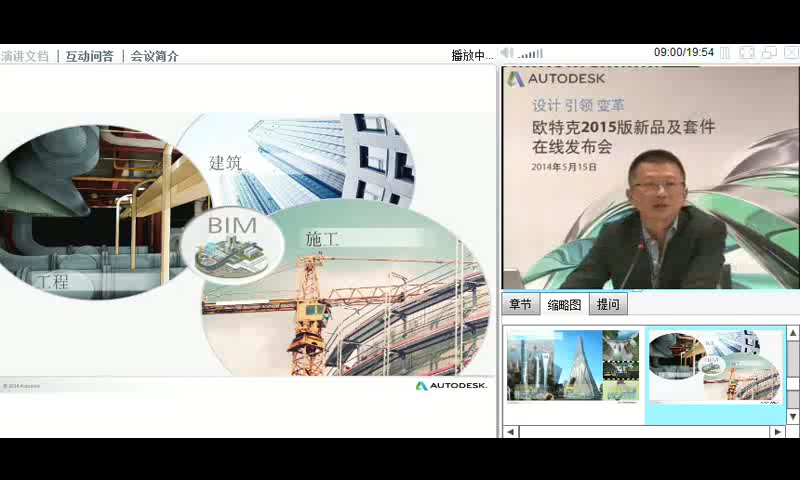 演讲文档 | 互动问答 | 会议简介
播放中...
09:00/19:54
建筑
BIM
施工
工程
© 2014 Autodesk
AUTODESK.
AUTODESK
设计 引领 变革
欧特克2015版新品及套件
在线发布会
2014年5月15日
章节
缩略图
提问